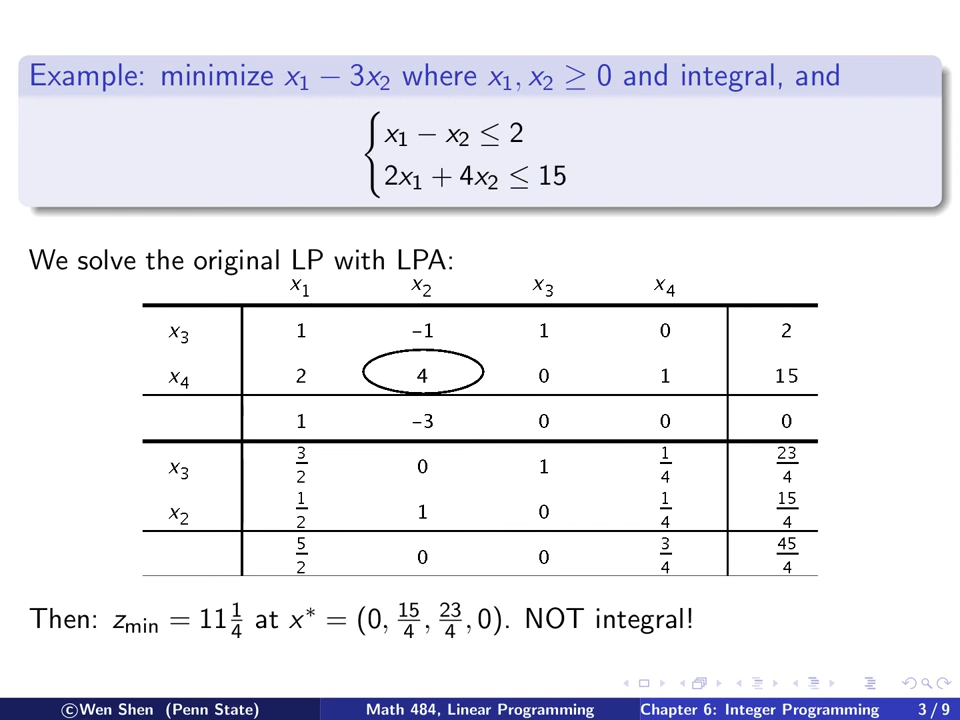 Example: minimize x₁ − 3x₂ where x₁, x₂ ≥ 0 and integral, and
x₁ − x₂ ≤ 2
2x₁ + 4x₂ ≤ 15
We solve the original LP with LPA:
x₁ x₂ x₃ x₄
x₃ 1 −1 1 0 2
x₄ 2 4 0 1 15
1 −3 0 0 0
x₃ 3/2 0 1 1/4 23/4
x₂ 1/2 1 0 1/4 15/4
5/2 0 0 3/4 45/4
Then: zmin = 11 1/4 at x* = (0, 15/4, 23/4, 0). NOT integral!
©Wen Shen (Penn State) Math 484, Linear Programming Chapter 6: Integer Programming 3 / 9